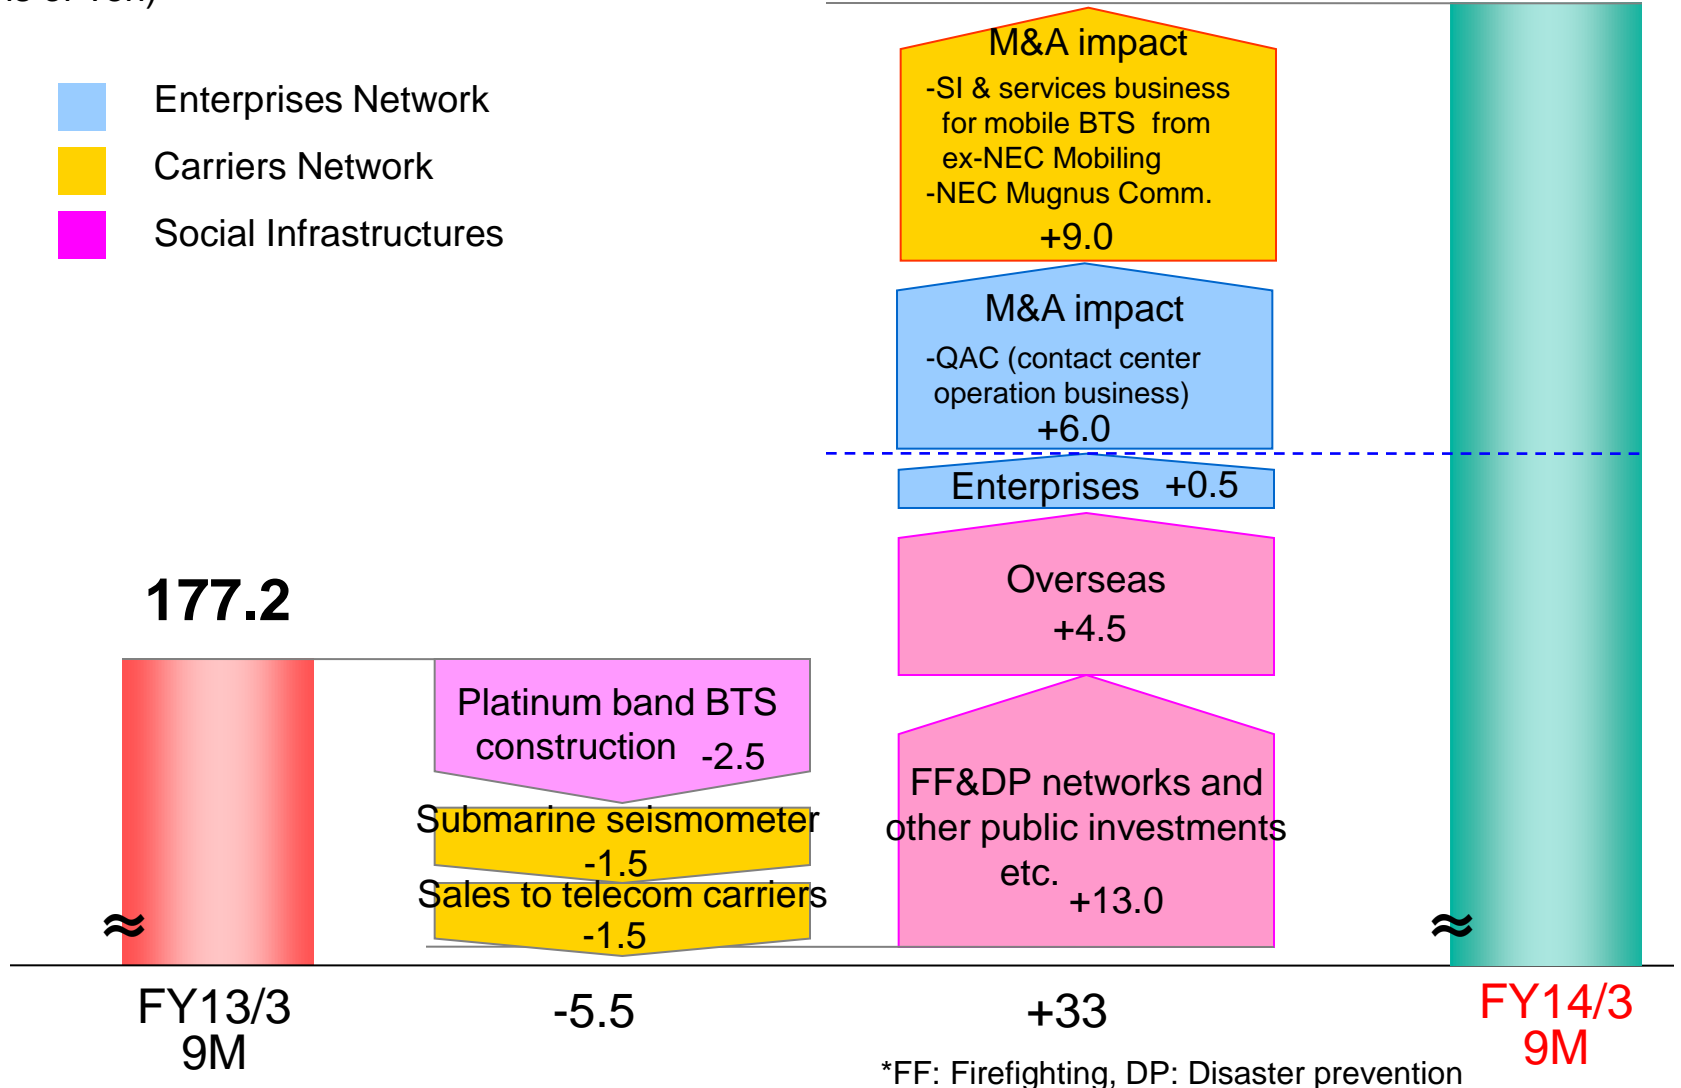 Enterprises Network
Carriers Network
Social Infrastructures
M&A impact
-SI & services business
for mobile BTS from
ex-NEC Mobiling
-NEC Mugnus Comm.
+9.0
M&A impact
-QAC (contact center
operation business)
+6.0
Enterprises +0.5
Overseas
+4.5
FF&DP networks and
other public investments
etc.
+13.0
177.2
Platinum band BTS
construction -2.5
Submarine seismometer
-1.5
Sales to telecom carriers
-1.5
≈
≈
FY13/3
9M
-5.5
+33
FY14/3
9M
*FF: Firefighting, DP: Disaster prevention